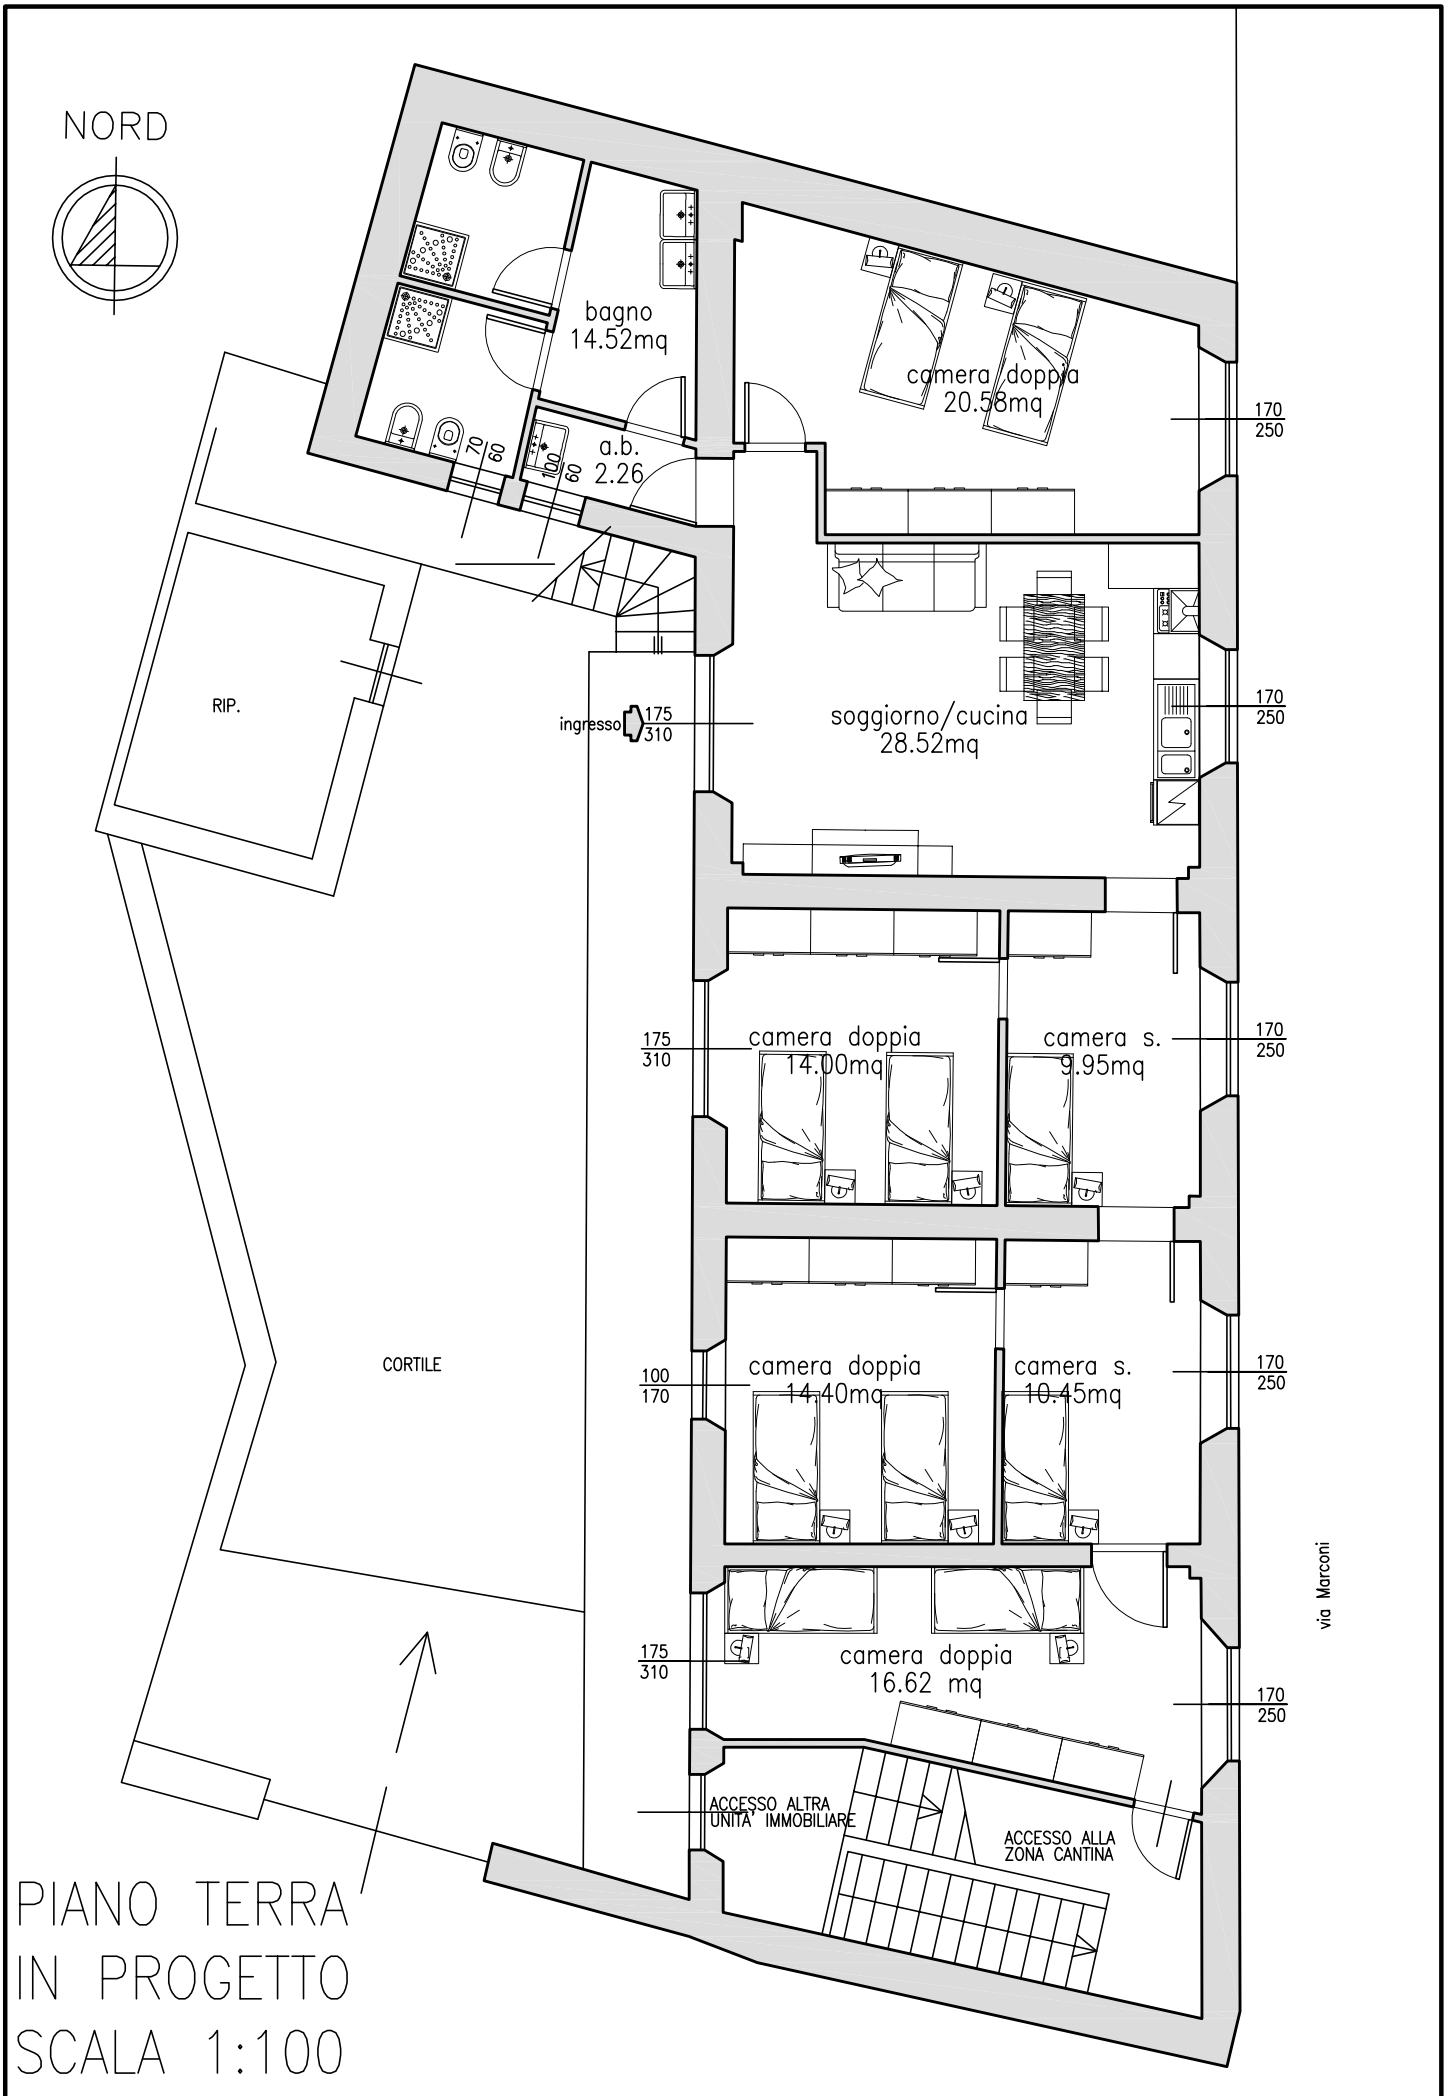 NORD
bagno
14.52mq
camera doppia
20.58mq
170
250
a.b.
2.26
70
60
100
60
RIP.
ingresso
175
310
soggiorno/cucina
28.52mq
170
250
camera doppia
14.00mq
175
310
camera s.
9.95mq
170
250
CORTILE
camera doppia
14.40mq
100
170
camera s.
10.45mq
170
250
via Marconi
camera doppia
16.62 mq
175
310
170
250
ACCESSO ALTRA
UNITA' IMMOBILIARE
ACCESSO ALLA
ZONA CANTINA
PIANO TERRA
IN PROGETTO
SCALA 1:100